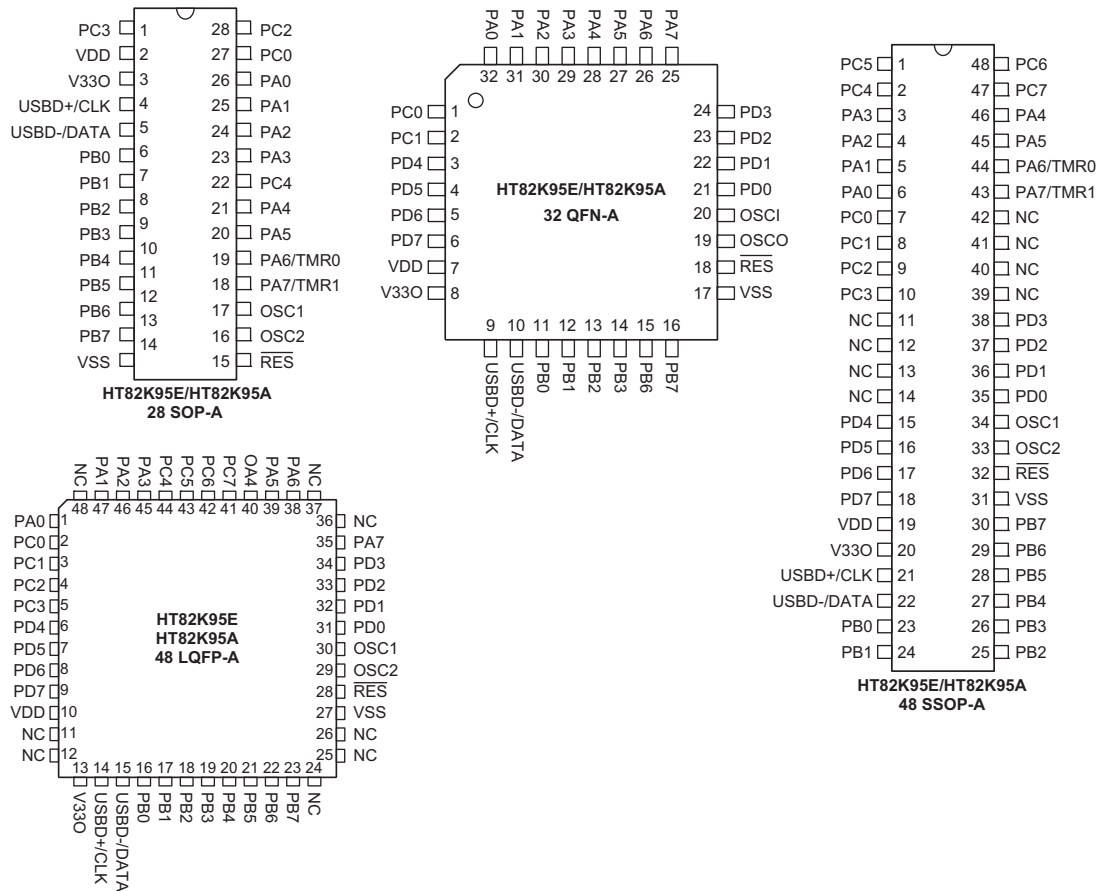 PC3 1 28 PC2
VDD 2 27 PC0
V33O 3 26 PA0
USBD+/CLK 4 25 PA1
USBD-/DATA 5 24 PA2
PB0 6 23 PA3
PB1 7 22 PC4
PB2 8 21 PA4
PB3 9 20 PA5
PB4 10 19 PA6/TMR0
PB5 11 18 PA7/TMR1
PB6 12 17 OSC1
PB7 13 16 OSC2
VSS 14 15 RES
HT82K95E/HT82K95A
28 SOP-A
PA0 PA1 PA2 PA3 PA4 PA5 PA6 PA7
32 31 30 29 28 27 26 25
PC0 1 24 PD3
PC1 2 23 PD2
PD4 3 22 PD1
PD5 4 21 PD0
PD6 5 20 OSCI
PD7 6 19 OSCO
VDD 7 18 RES
V33O 8 17 VSS
HT82K95E/HT82K95A
32 QFN-A
9 10 11 12 13 14 15 16
USBD+/CLK USBD-/DATA PB0 PB1 PB2 PB3 PB6 PB7
PC5 1 48 PC6
PC4 2 47 PC7
PA3 3 46 PA4
PA2 4 45 PA5
PA1 5 44 PA6/TMR0
PA0 6 43 PA7/TMR1
PC0 7 42 NC
PC1 8 41 NC
PC2 9 40 NC
PC3 10 39 NC
NC 11 38 PD3
NC 12 37 PD2
NC 13 36 PD1
NC 14 35 PD0
PD4 15 34 OSC1
PD5 16 33 OSC2
PD6 17 32 RES
PD7 18 31 VSS
VDD 19 30 PB7
V33O 20 29 PB6
USBD+/CLK 21 28 PB5
USBD-/DATA 22 27 PB4
PB0 23 26 PB3
PB1 24 25 PB2
HT82K95E/HT82K95A
48 SSOP-A
NC PA1 PA2 PA3 PC4 PC5 PC6 PC7 OA4 PA5 PA6 NC
48 47 46 45 44 43 42 41 40 39 38 37
PA0 1 36 NC
PC0 2 35 PA7
PC1 3 34 PD3
PC2 4 33 PD2
PC3 5 32 PD1
PD4 6 31 PD0
PD5 7 30 OSC1
PD6 8 29 OSC2
PD7 9 28 RES
VDD 10 27 VSS
NC 11 26 NC
NC 12 25 NC
HT82K95E
HT82K95A
48 LQFP-A
13 14 15 16 17 18 19 20 21 22 23 24
V33O USBD+/CLK USBD-/DATA PB0 PB1 PB2 PB3 PB4 PB5 PB6 PB7 NC